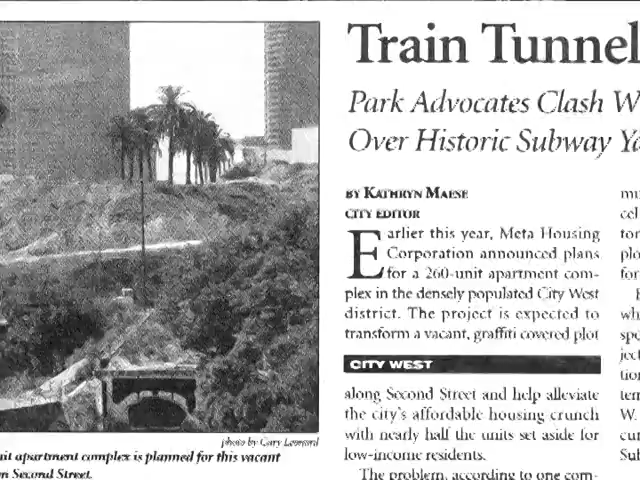 Train Tunnel
Park Advocates Clash W
Over Historic Subway Ya
BY KATHRYN MAESE
CITY EDITOR
Earlier this year, Meta Housing
Corporation announced plans
for a 260-unit apartment com-
plex in the densely populated City West
district. The project is expected to
transform a vacant, graffiti covered plot
CITY WEST
along Second Street and help alleviate
the city's affordable housing crunch
with nearly half the units set aside for
low-income residents.
The problem, according to one com-
photo by Gary Leonard
nit apartment complex is planned for this vacant
n Second Street.
mu
cel
tor
plo
for
wh
spo
ject
tion
tem
W.
cur
Sub